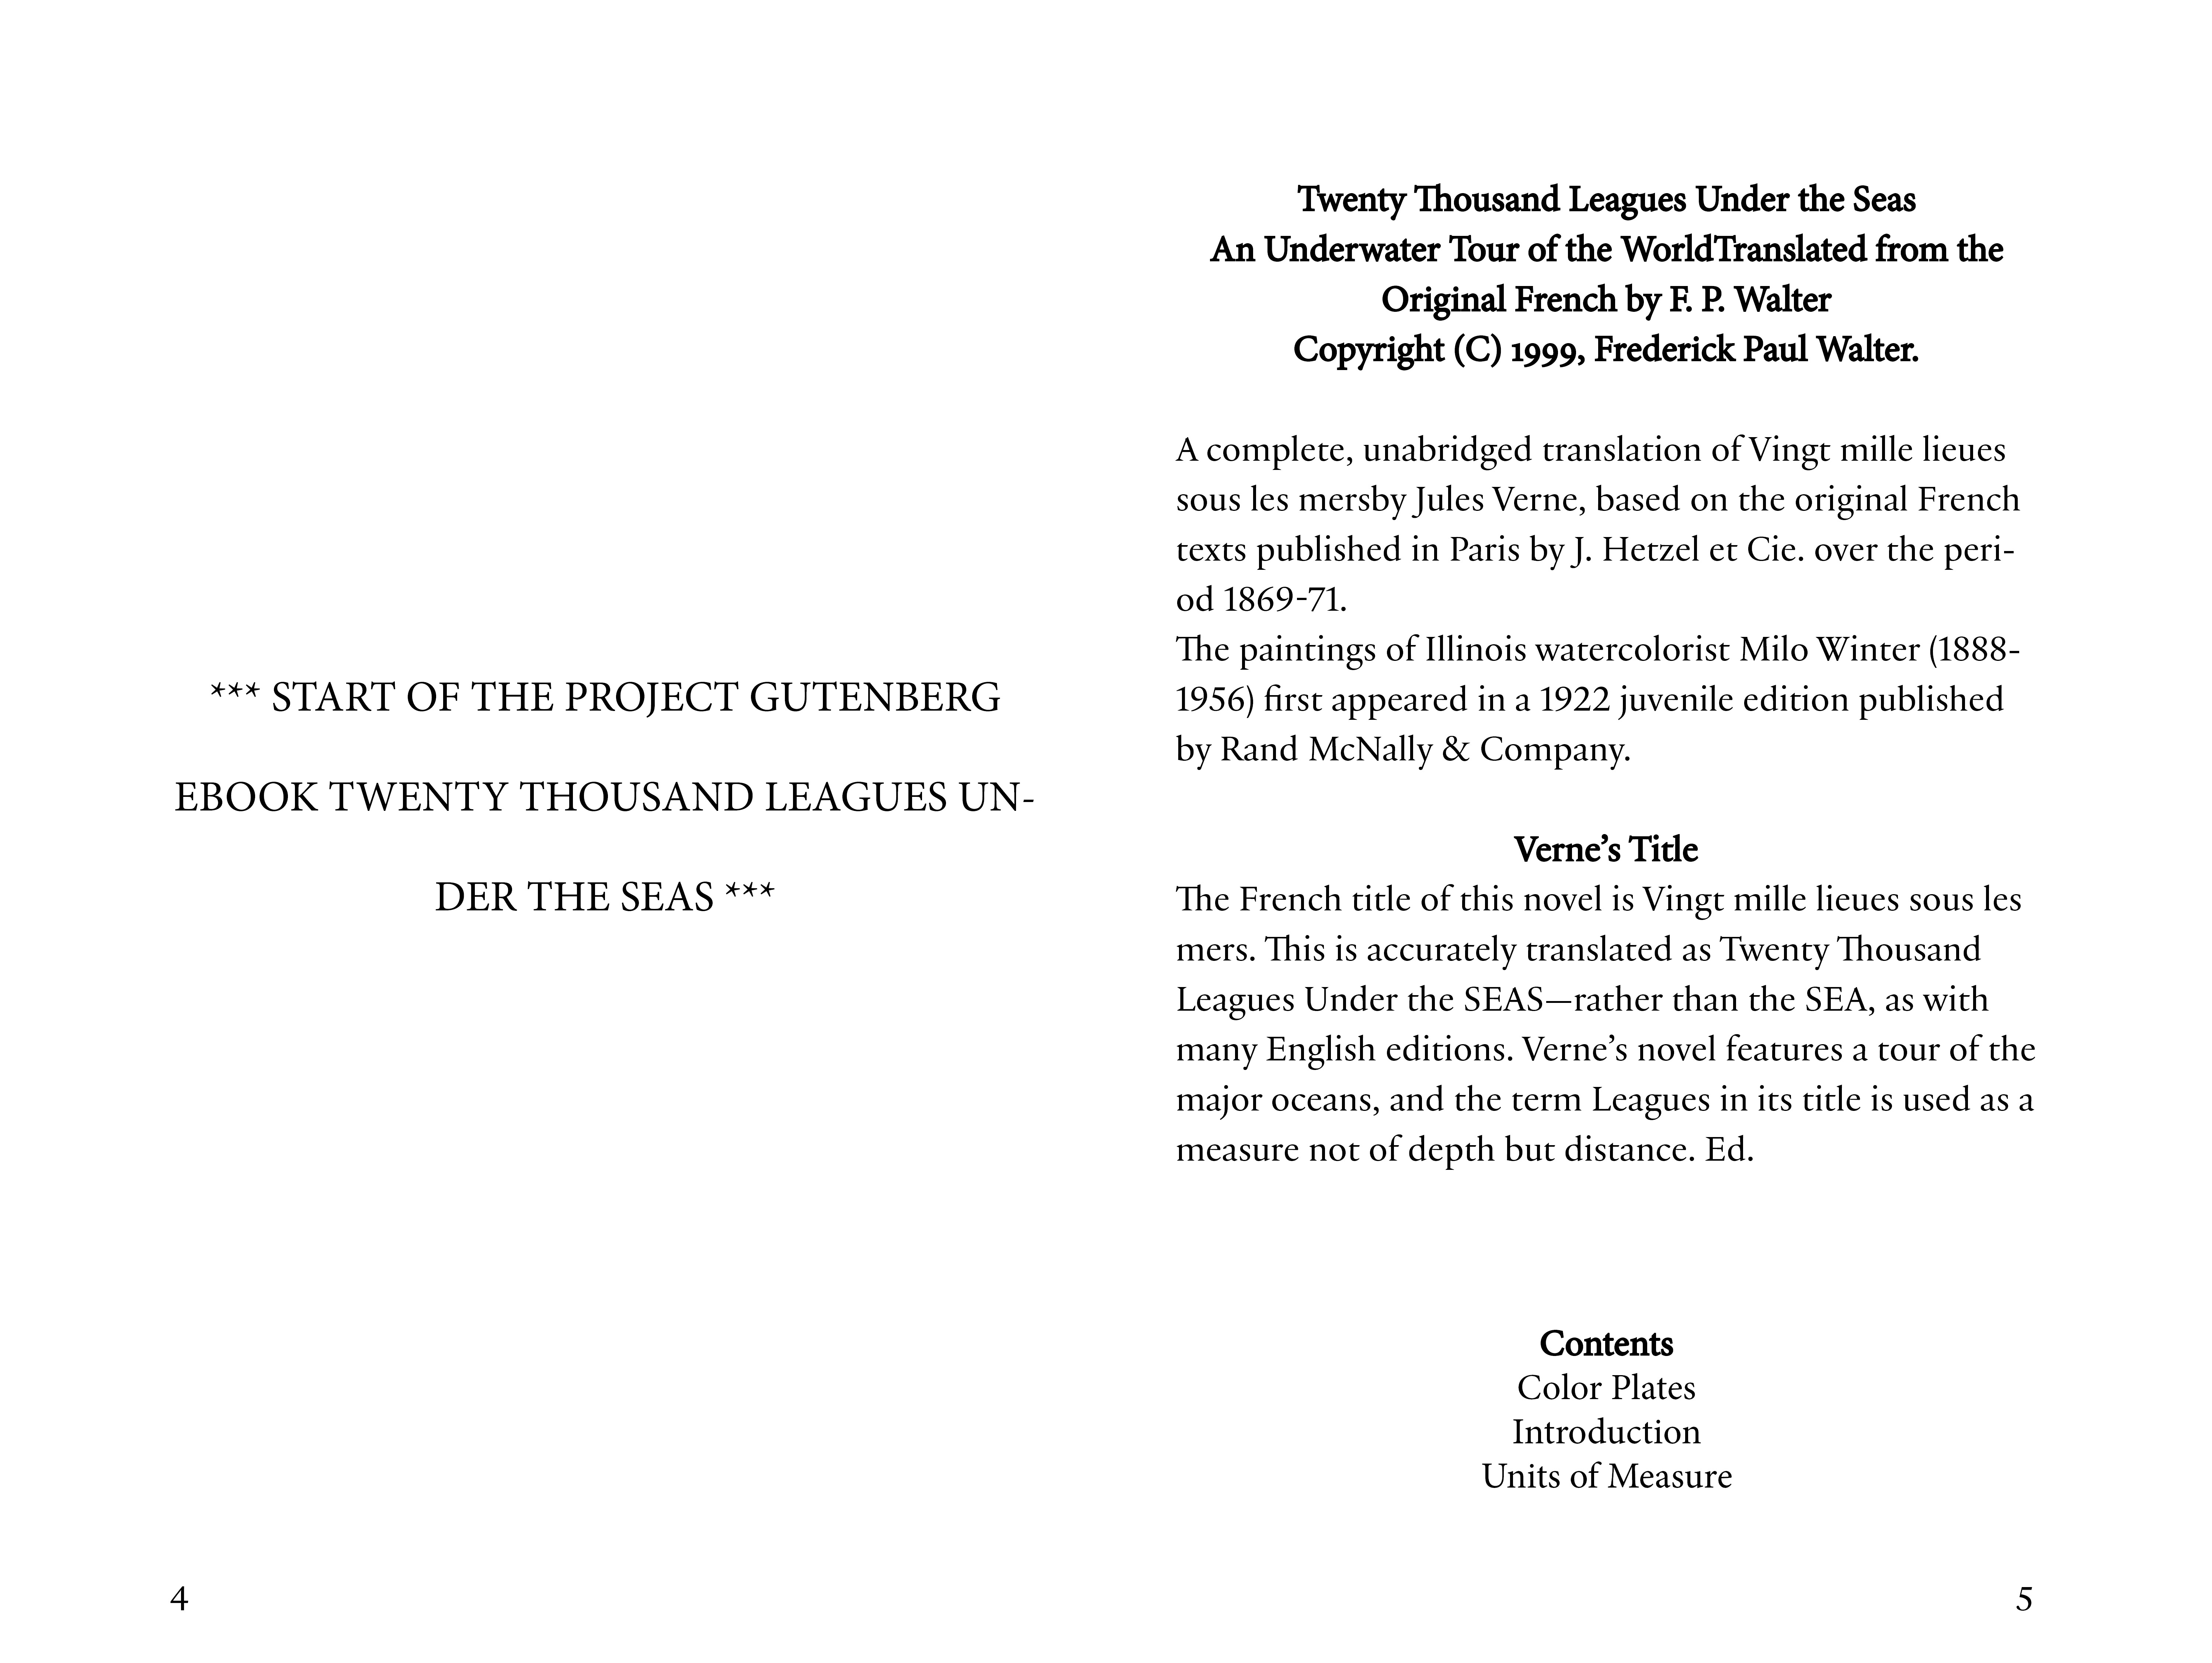 *** START OF THE PROJECT GUTENBERG
EBOOK TWENTY THOUSAND LEAGUES UN-
DER THE SEAS ***
4
Twenty Thousand Leagues Under the Seas
An Underwater Tour of the WorldTranslated from the
Original French by F. P. Walter
Copyright (C) 1999, Frederick Paul Walter.
A complete, unabridged translation of Vingt mille lieues
sous les mersby Jules Verne, based on the original French
texts published in Paris by J. Hetzel et Cie. over the peri-
od 1869-71.
The paintings of Illinois watercolorist Milo Winter (1888-
1956) first appeared in a 1922 juvenile edition published
by Rand McNally & Company.
Verne’s Title
The French title of this novel is Vingt mille lieues sous les
mers. This is accurately translated as Twenty Thousand
Leagues Under the SEAS—rather than the SEA, as with
many English editions. Verne’s novel features a tour of the
major oceans, and the term Leagues in its title is used as a
measure not of depth but distance. Ed.
Contents
Color Plates
Introduction
Units of Measure
5